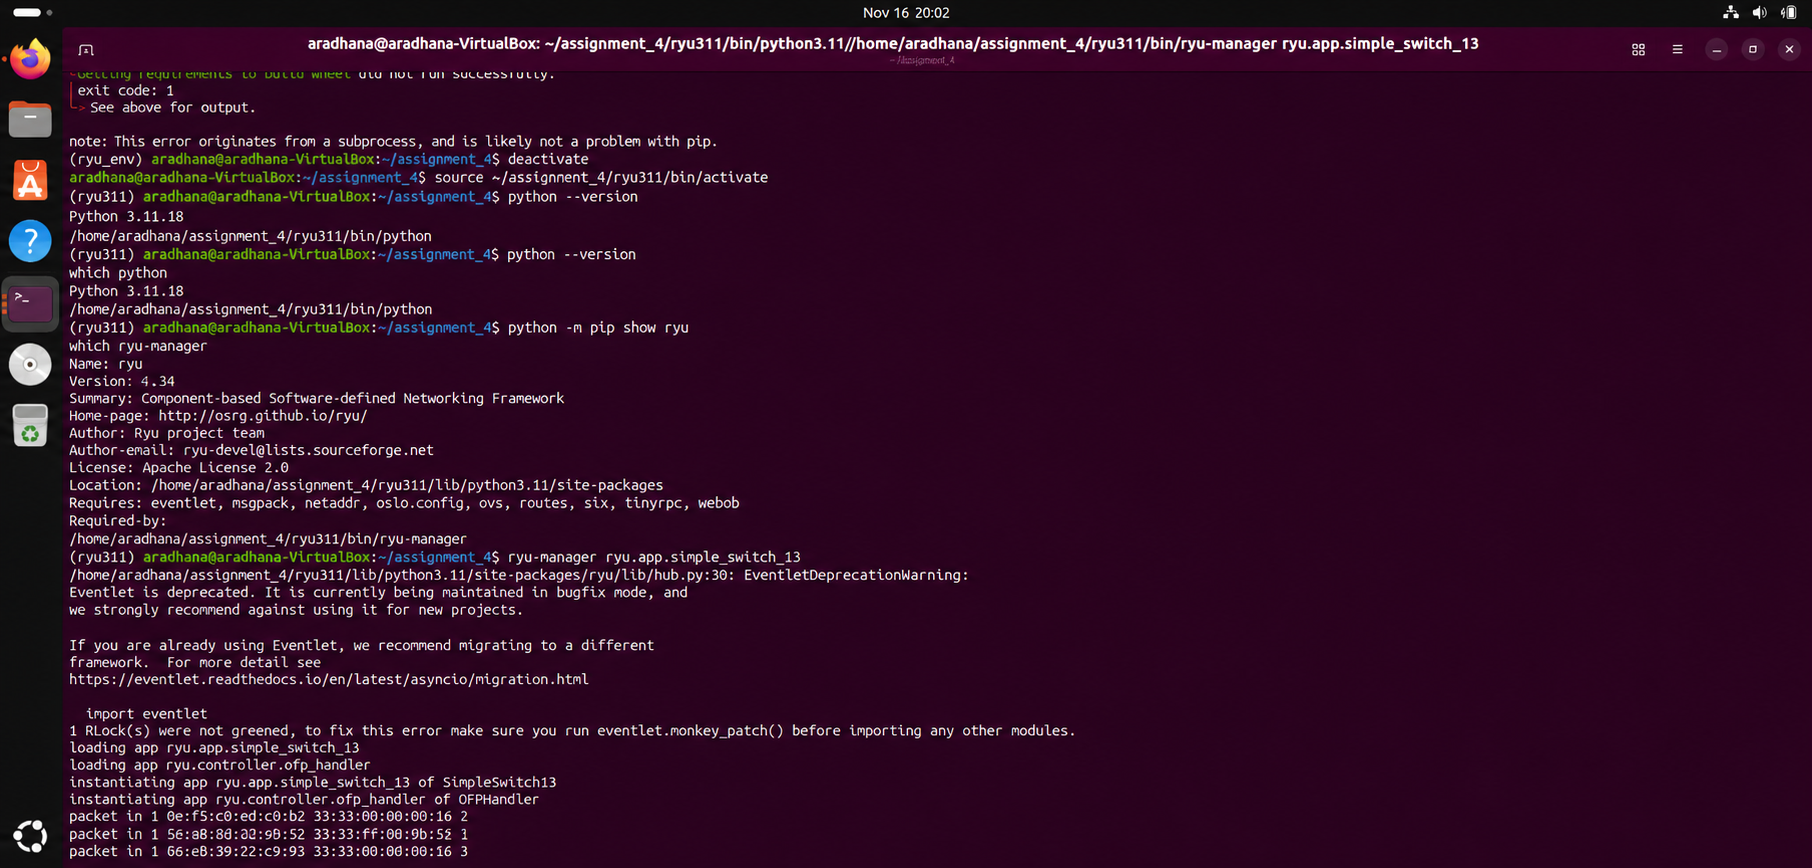 Nov 16 20:02
aradhana@aradhana-VirtualBox: ~/assignment_4/ryu311/bin/python3.11//home/aradhana/assignment_4/ryu311/bin/ryu-manager ryu.app.simple_switch_13
~/assignment_4
Getting requirements to build wheel did not run successfully.
exit code: 1
See above for output.
note: This error originates from a subprocess, and is likely not a problem with pip.
(ryu_env) aradhana@aradhana-VirtualBox:~/assignment_4$ deactivate
aradhana@aradhana-VirtualBox:~/assignment_4$ source ~/assignment_4/ryu311/bin/activate
(ryu311) aradhana@aradhana-VirtualBox:~/assignment_4$ python --version
Python 3.11.18
/home/aradhana/assignment_4/ryu311/bin/python
(ryu311) aradhana@aradhana-VirtualBox:~/assignment_4$ python --version
which python
Python 3.11.18
/home/aradhana/assignment_4/ryu311/bin/python
(ryu311) aradhana@aradhana-VirtualBox:~/assignment_4$ python -m pip show ryu
which ryu-manager
Name: ryu
Version: 4.34
Summary: Component-based Software-defined Networking Framework
Home-page: http://osrg.github.io/ryu/
Author: Ryu project team
Author-email: ryu-devel@lists.sourceforge.net
License: Apache License 2.0
Location: /home/aradhana/assignment_4/ryu311/lib/python3.11/site-packages
Requires: eventlet, msgpack, netaddr, oslo.config, ovs, routes, six, tinyrpc, webob
Required-by:
/home/aradhana/assignment_4/ryu311/bin/ryu-manager
(ryu311) aradhana@aradhana-VirtualBox:~/assignment_4$ ryu-manager ryu.app.simple_switch_13
/home/aradhana/assignment_4/ryu311/lib/python3.11/site-packages/ryu/lib/hub.py:30: EventletDeprecationWarning:
Eventlet is deprecated. It is currently being maintained in bugfix mode, and
we strongly recommend against using it for new projects.
If you are already using Eventlet, we recommend migrating to a different
framework.  For more detail see
https://eventlet.readthedocs.io/en/latest/asyncio/migration.html
import eventlet
1 RLock(s) were not greened, to fix this error make sure you run eventlet.monkey_patch() before importing any other modules.
loading app ryu.app.simple_switch_13
loading app ryu.controller.ofp_handler
instantiating app ryu.app.simple_switch_13 of SimpleSwitch13
instantiating app ryu.controller.ofp_handler of OFPHandler
packet in 1 0e:f5:c0:ed:c0:b2 33:33:00:00:00:16 2
packet in 1 33:33:ff:00:9b:52 1
packet in 1 66:e8:39:22:c9:93 33:33:00:00:00:16 3